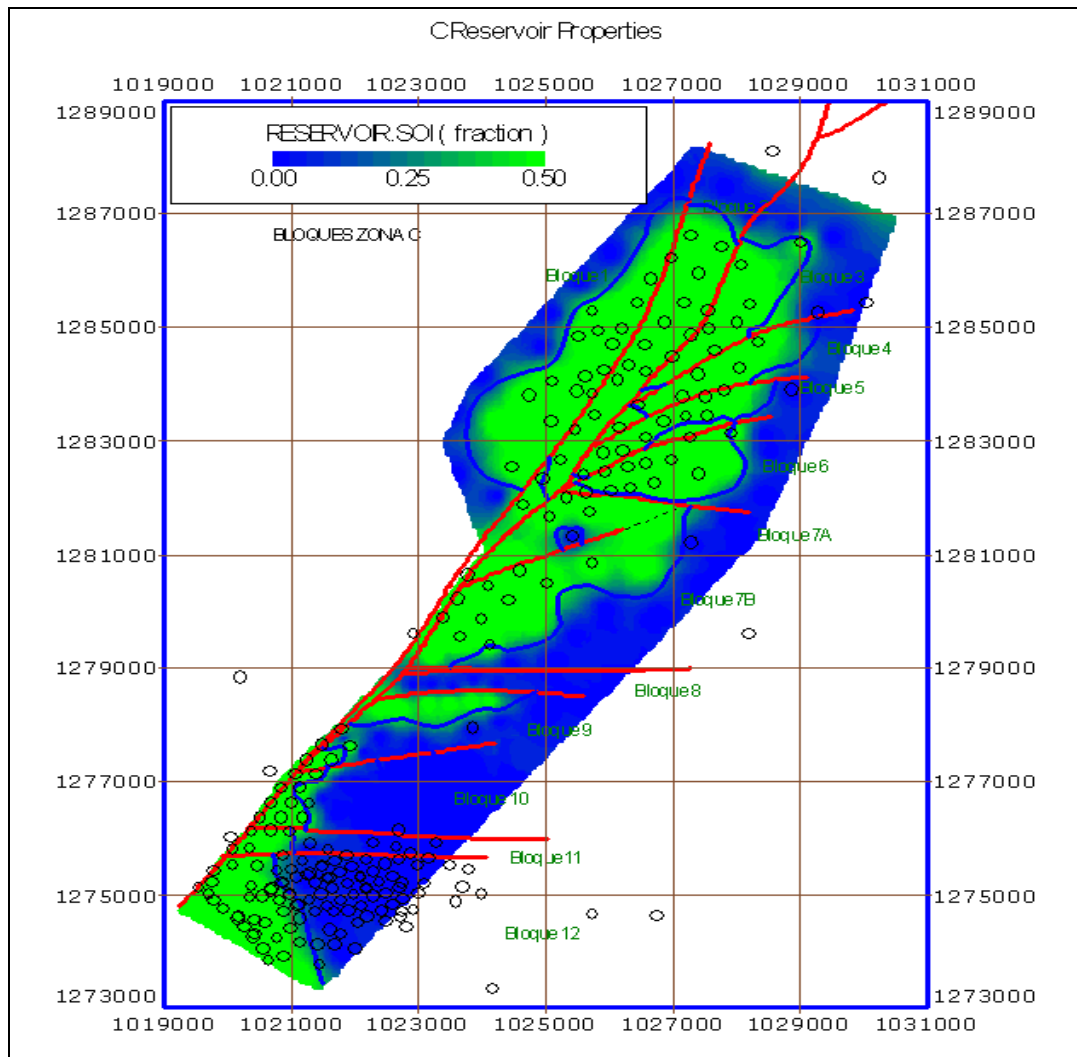 C Reservoir Properties
1019000 1021000 1023000 1025000 1027000 1029000 1031000
1289000 1289000
RESERVOIR.SOI ( fraction )
0.00 0.25 0.50
1287000 1287000
BLOQUES ZONA C
Bloque 1
Bloque 3
1285000 1285000
Bloque 4
Bloque 5
1283000 1283000
Bloque 6
Bloque 7A
1281000 1281000
Bloque 7B
1279000 1279000
Bloque 8
Bloque 9
1277000 1277000
Bloque 10
Bloque 11
1275000 1275000
Bloque 12
1273000 1273000
1019000 1021000 1023000 1025000 1027000 1029000 1031000